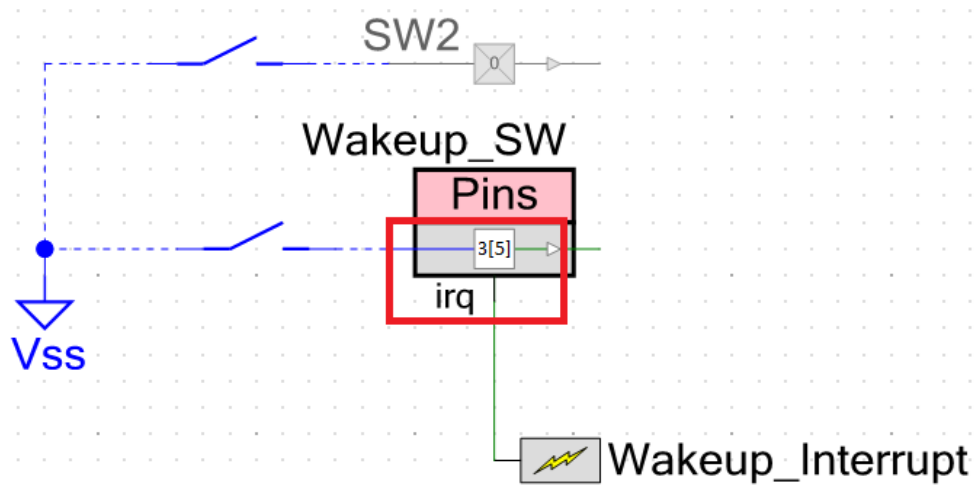 SW2
0
Wakeup_SW
Pins
3[5]
irq
Vss
Wakeup_Interrupt